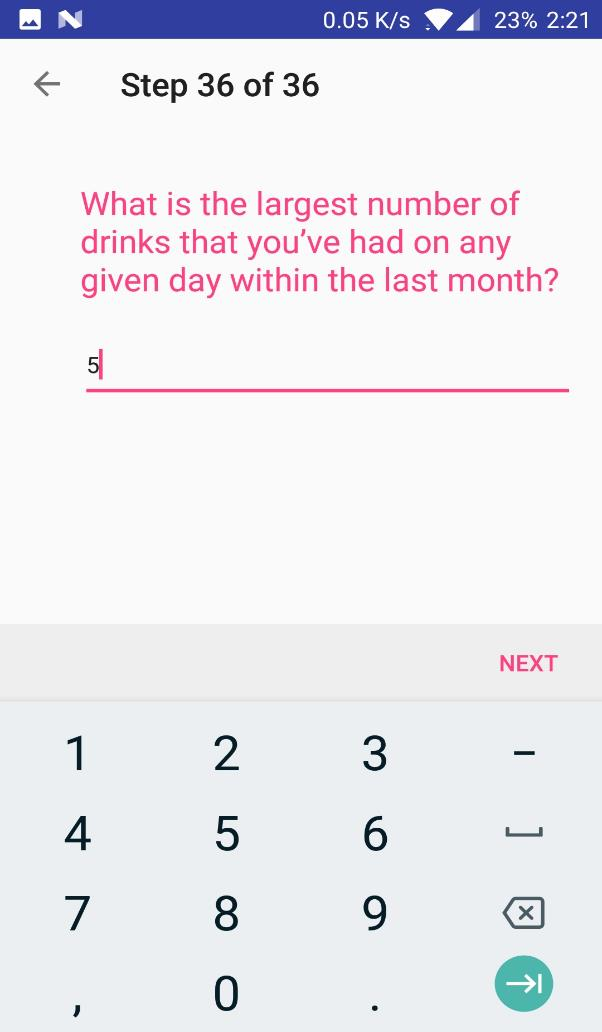 0.05 K/s 23% 2:21
Step 36 of 36
What is the largest number of
drinks that you’ve had on any
given day within the last month?
5
NEXT
1 2 3 -
4 5 6
7 8 9
, 0 .